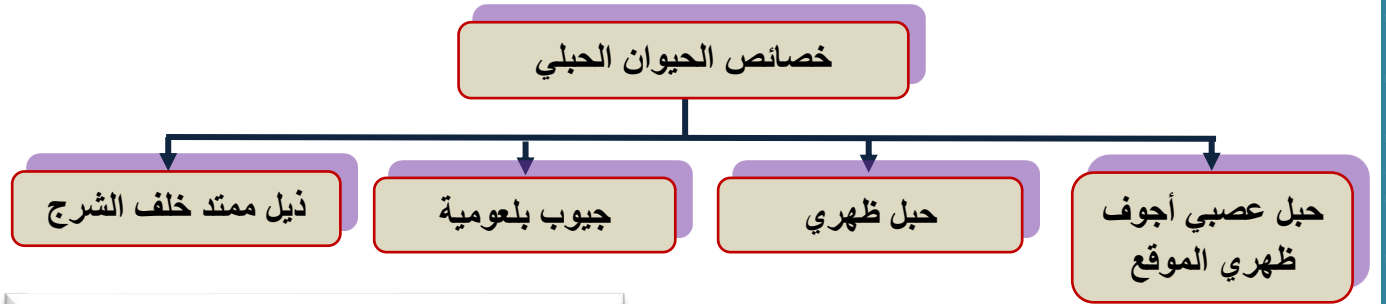 خصائص الحيوان الحبلي
حبل عصبي أجوف
ظهري الموقع
حبل ظهري
جيوب بلعومية
ذيل ممتد خلف الشرج